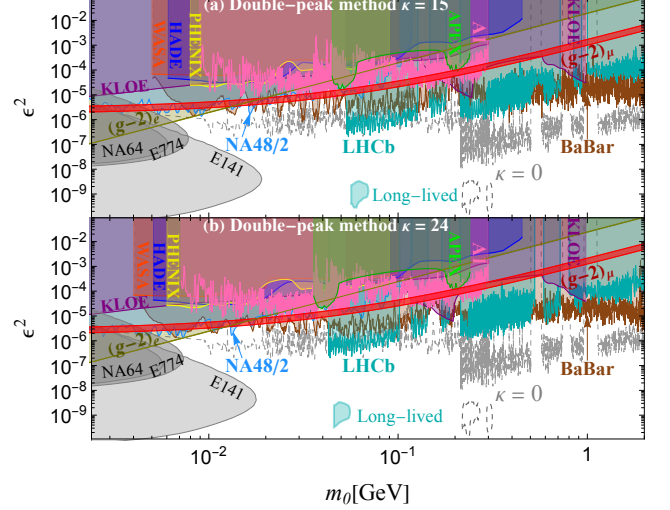 (a) Double-peak method κ = 15
10⁻²
10⁻³
10⁻⁴
10⁻⁵
10⁻⁶
10⁻⁷
10⁻⁸
10⁻⁹
ϵ²
WASA
HADE
PHENIX
APEX
A
KLOE
KLOE
(g−2)e
(g−2)μ
NA64
E774
E141
NA48/2
LHCb
BaBar
κ = 0
Long-lived
(b) Double-peak method κ = 24
10⁻²
10⁻³
10⁻⁴
10⁻⁵
10⁻⁶
10⁻⁷
10⁻⁸
10⁻⁹
ϵ²
WASA
HADE
PHENIX
APEX
A
KLOE
KLOE
(g−2)e
(g−2)μ
NA64
E774
E141
NA48/2
LHCb
BaBar
κ = 0
Long-lived
10⁻²
10⁻¹
1
m₀[GeV]